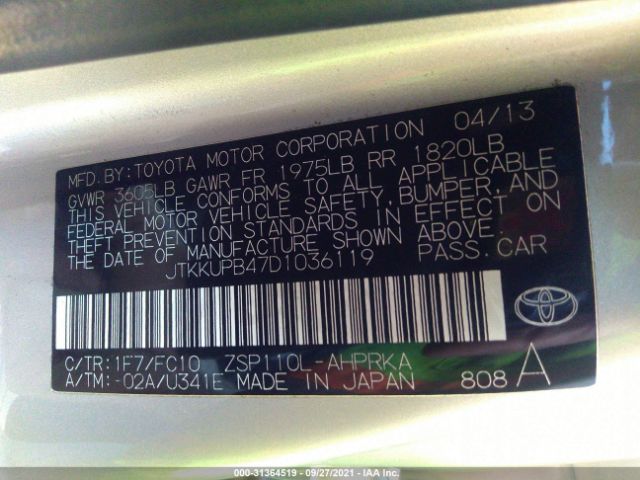 MFD.BY:TOYOTA MOTOR CORPORATION 04/13
GVWR 3605LB GAWR FR 1975LB RR 1820LB
THIS VEHICLE CONFORMS TO ALL APPLICABLE
FEDERAL MOTOR VEHICLE SAFETY,BUMPER,AND
THEFT PREVENTION STANDARDS IN EFFECT ON
THE DATE OF MANUFACTURE SHOWN ABOVE.
JTKKUPB47D1036119 PASS.CAR
C/TR:1F7/FC10 ZSP110L-AHPRKA
A/TM:-02A/U341E MADE IN JAPAN 808 A
000-31364519 | 09/27/2021 | IAA Inc.